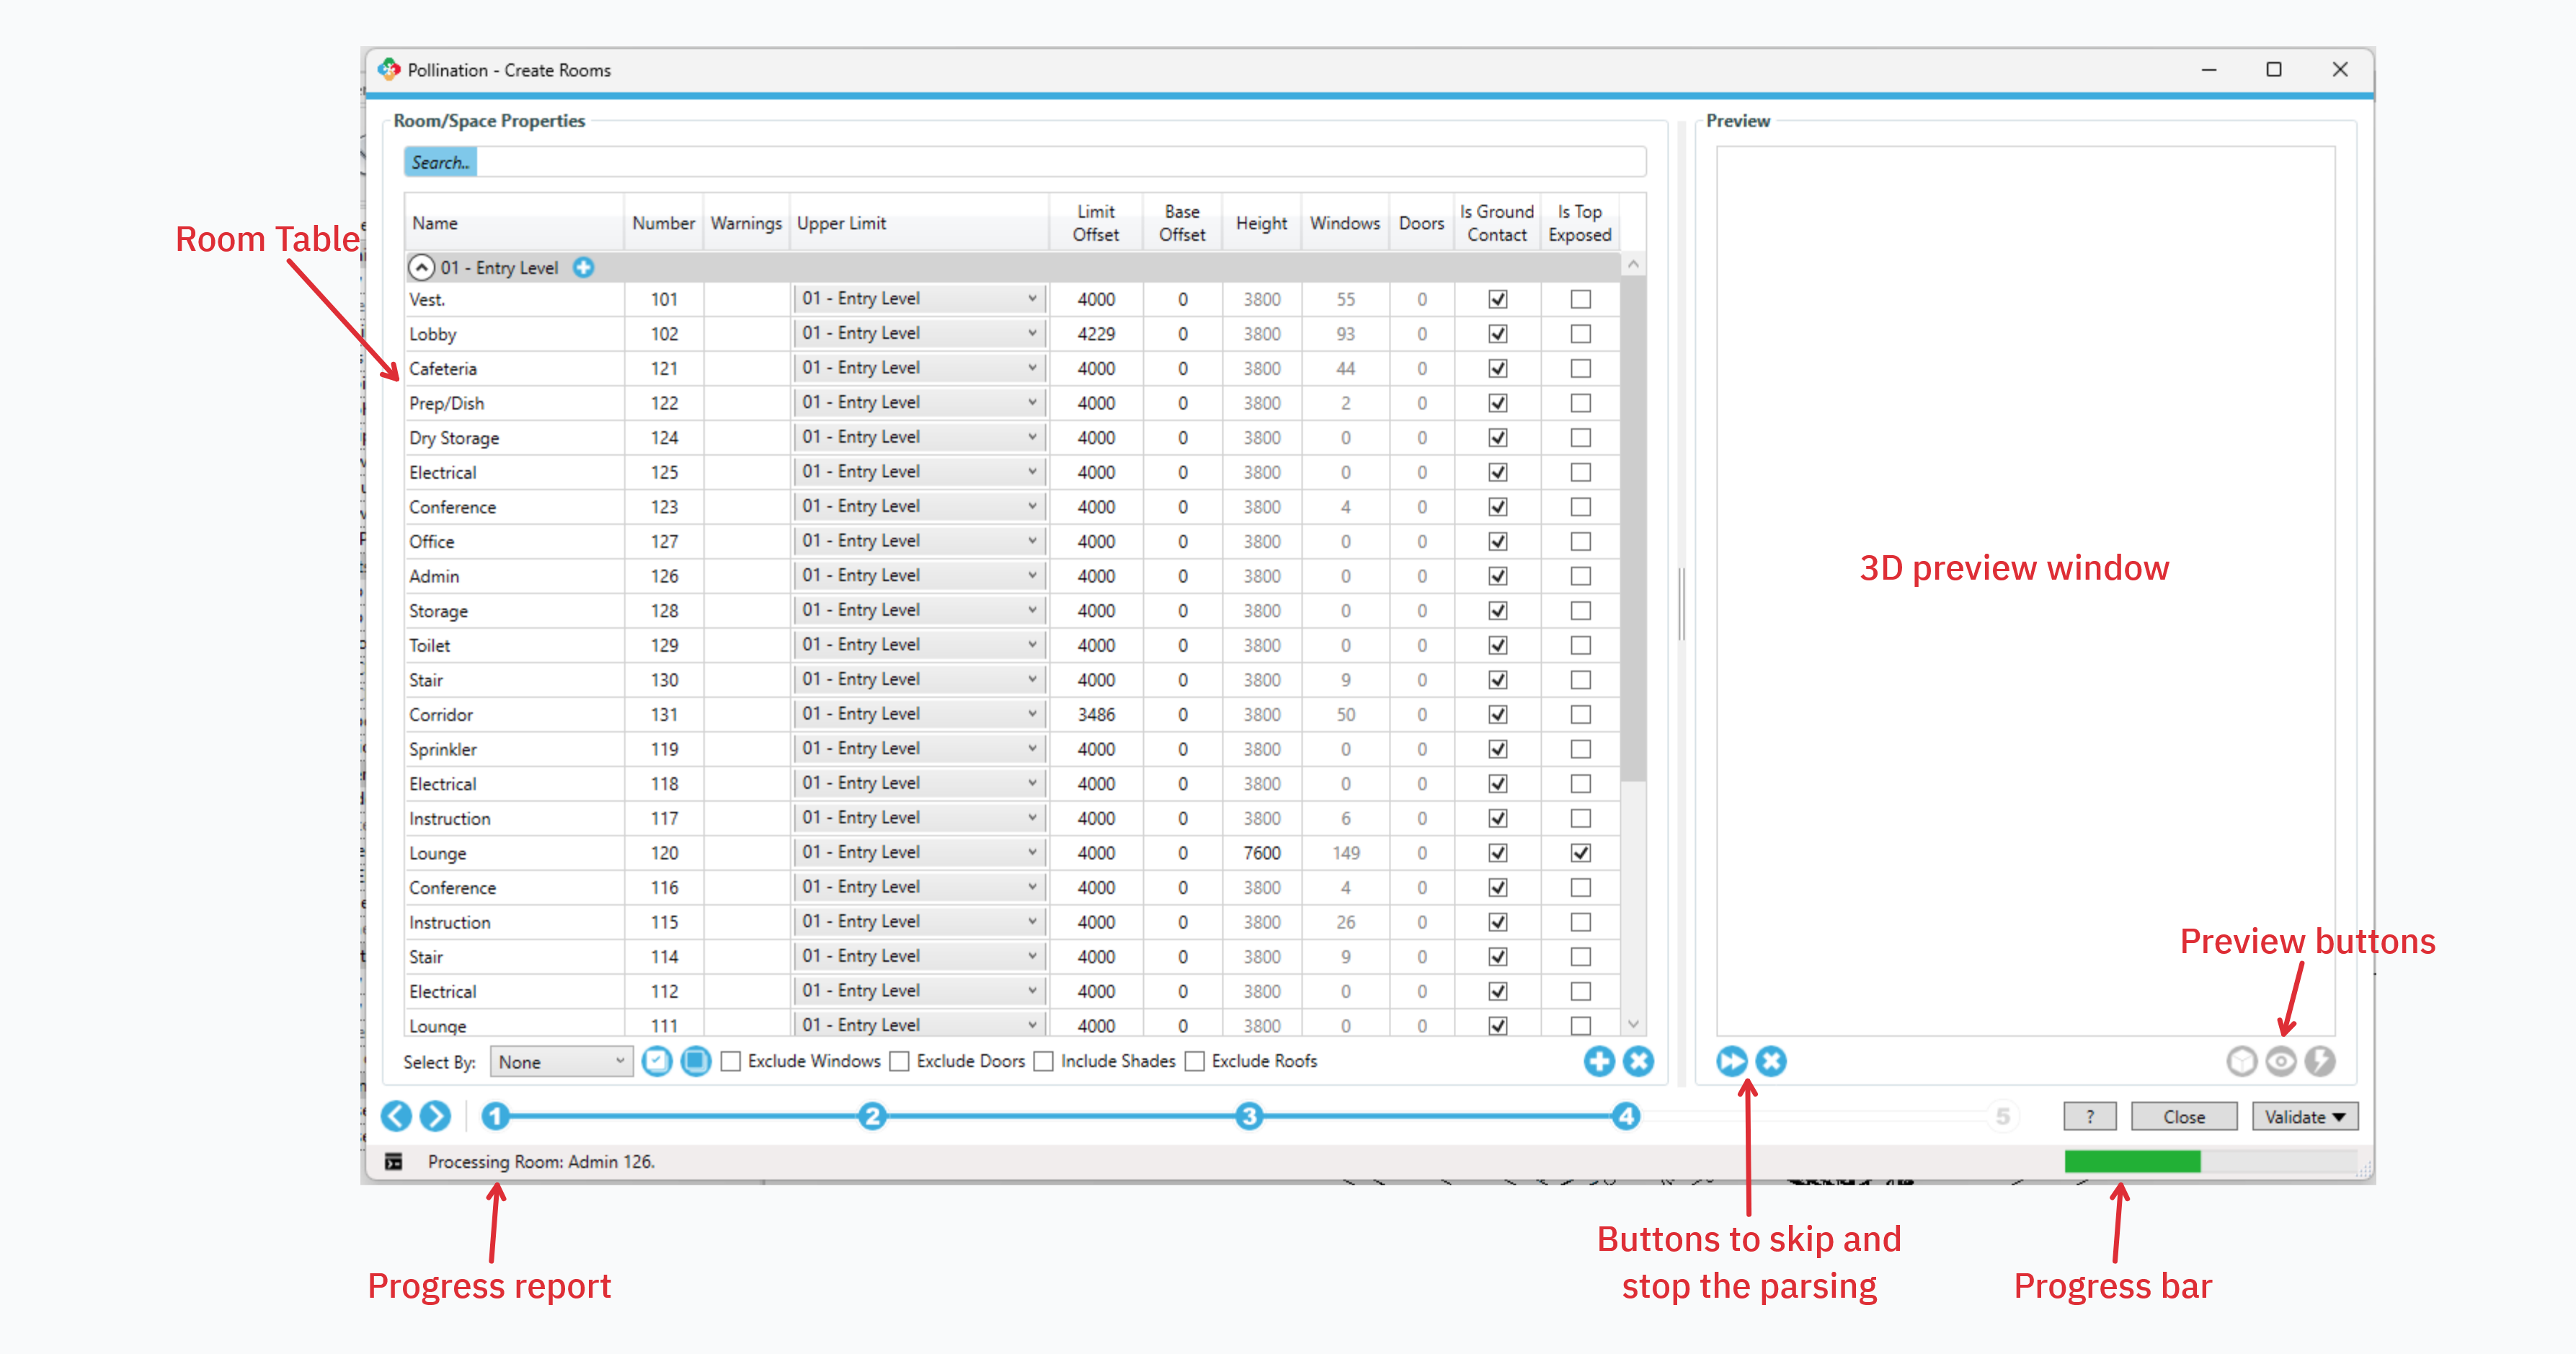 Pollination - Create Rooms
Room/Space Properties
Search..
Name Number Warnings Upper Limit Limit Offset Base Offset Height Windows Doors Is Ground Contact Is Top Exposed
01 - Entry Level
Vest. 101 01 - Entry Level 4000 0 3800 55 0
Lobby 102 01 - Entry Level 4229 0 3800 93 0
Cafeteria 121 01 - Entry Level 4000 0 3800 44 0
Prep/Dish 122 01 - Entry Level 4000 0 3800 2 0
Dry Storage 124 01 - Entry Level 4000 0 3800 0 0
Electrical 125 01 - Entry Level 4000 0 3800 0 0
Conference 123 01 - Entry Level 4000 0 3800 4 0
Office 127 01 - Entry Level 4000 0 3800 0 0
Admin 126 01 - Entry Level 4000 0 3800 0 0
Storage 128 01 - Entry Level 4000 0 3800 0 0
Toilet 129 01 - Entry Level 4000 0 3800 0 0
Stair 130 01 - Entry Level 4000 0 3800 9 0
Corridor 131 01 - Entry Level 3486 0 3800 50 0
Sprinkler 119 01 - Entry Level 4000 0 3800 0 0
Electrical 118 01 - Entry Level 4000 0 3800 0 0
Instruction 117 01 - Entry Level 4000 0 3800 6 0
Lounge 120 01 - Entry Level 4000 0 7600 149 0
Conference 116 01 - Entry Level 4000 0 3800 4 0
Instruction 115 01 - Entry Level 4000 0 3800 26 0
Stair 114 01 - Entry Level 4000 0 3800 9 0
Electrical 112 01 - Entry Level 4000 0 3800 0 0
Lounge 111 01 - Entry Level 4000 0 3800 0 0
Select By: None Exclude Windows Exclude Doors Include Shades Exclude Roofs
Preview
3D preview window
Room Table
Preview buttons
1 2 3 4 5
? Close Validate
Processing Room: Admin 126.
Progress report
Buttons to skip and
stop the parsing
Progress bar